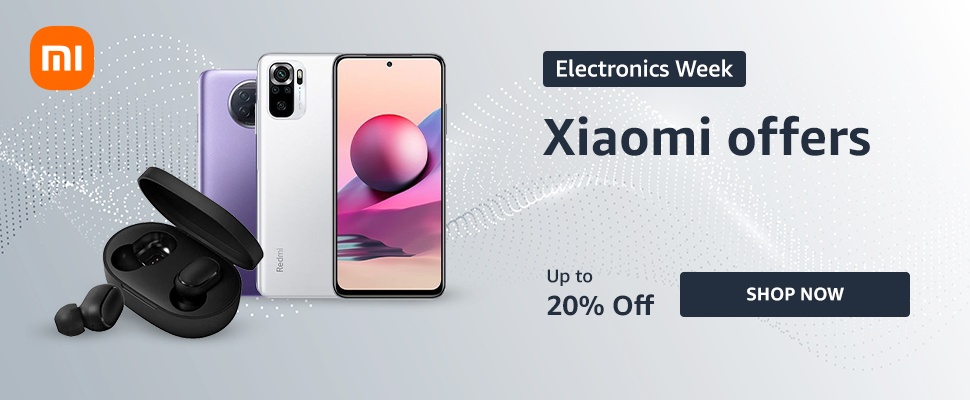 mi
Electronics Week
Xiaomi offers
Redmi
Up to
20% Off
SHOP NOW